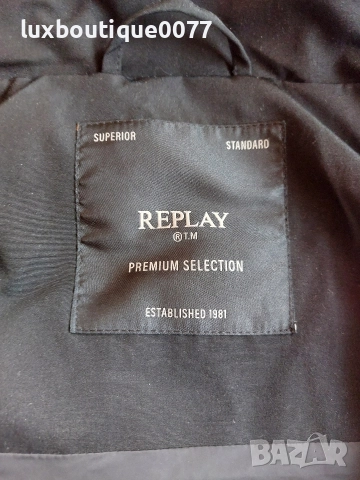 luxboutique0077
SUPERIOR STANDARD
REPLAY
® T.M
PREMIUM SELECTION
ESTABLISHED 1981
BAZAR